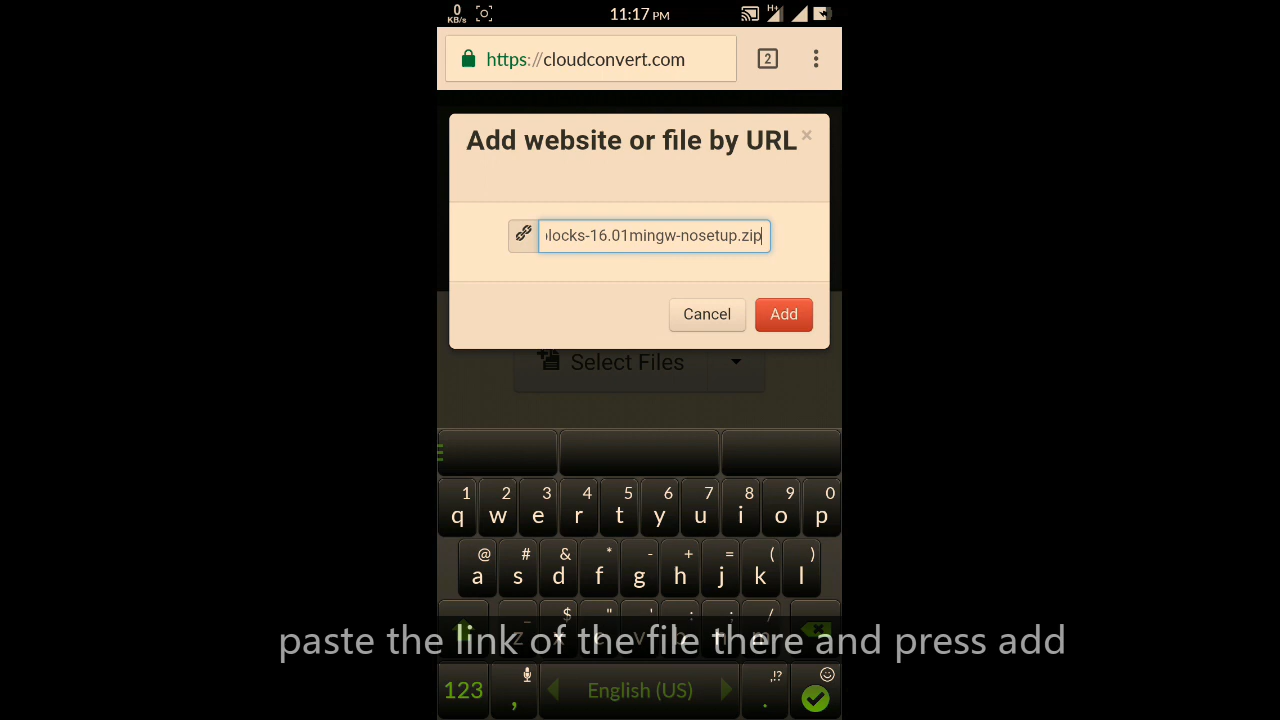 0
KB/s
11:17 PM
H+
https://cloudconvert.com
2
Add website or file by URL
×
locks-16.01mingw-nosetup.zip
Cancel
Add
Select Files
1 2 3 4 5 6 7 8 9 0
q w e r t y u i o p
@ # & * - + = ( )
a s d f g h j k l
_ $ " ' : ; /
z x c v b n m
paste the link of the file there and press add
123
,
English (US)
,!?
.